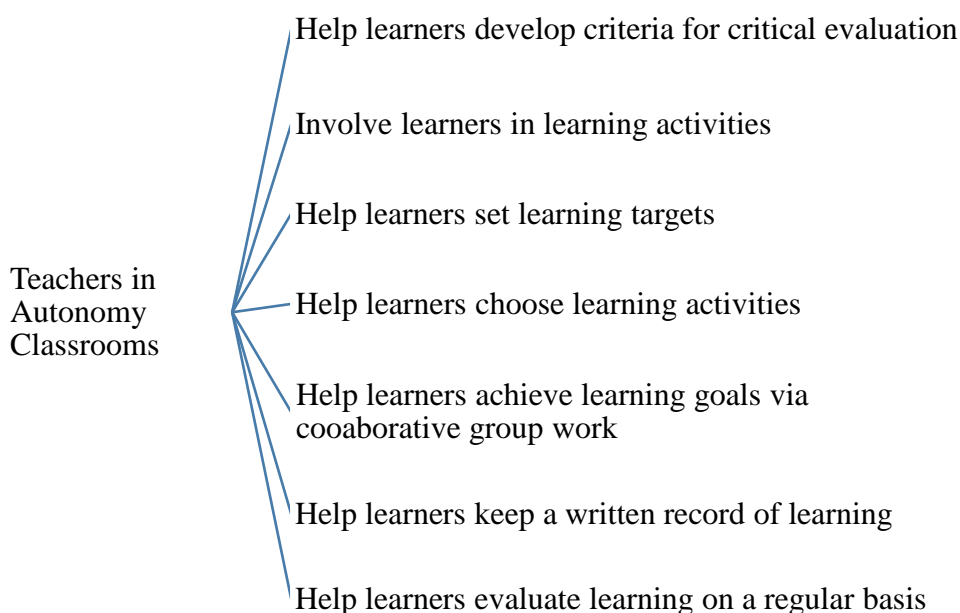 Help learners develop criteria for critical evaluation
Involve learners in learning activities
Help learners set learning targets
Teachers in
Autonomy
Classrooms
Help learners choose learning activities
Help learners achieve learning goals via
cooaborative group work
Help learners keep a written record of learning
Help learners evaluate learning on a regular basis